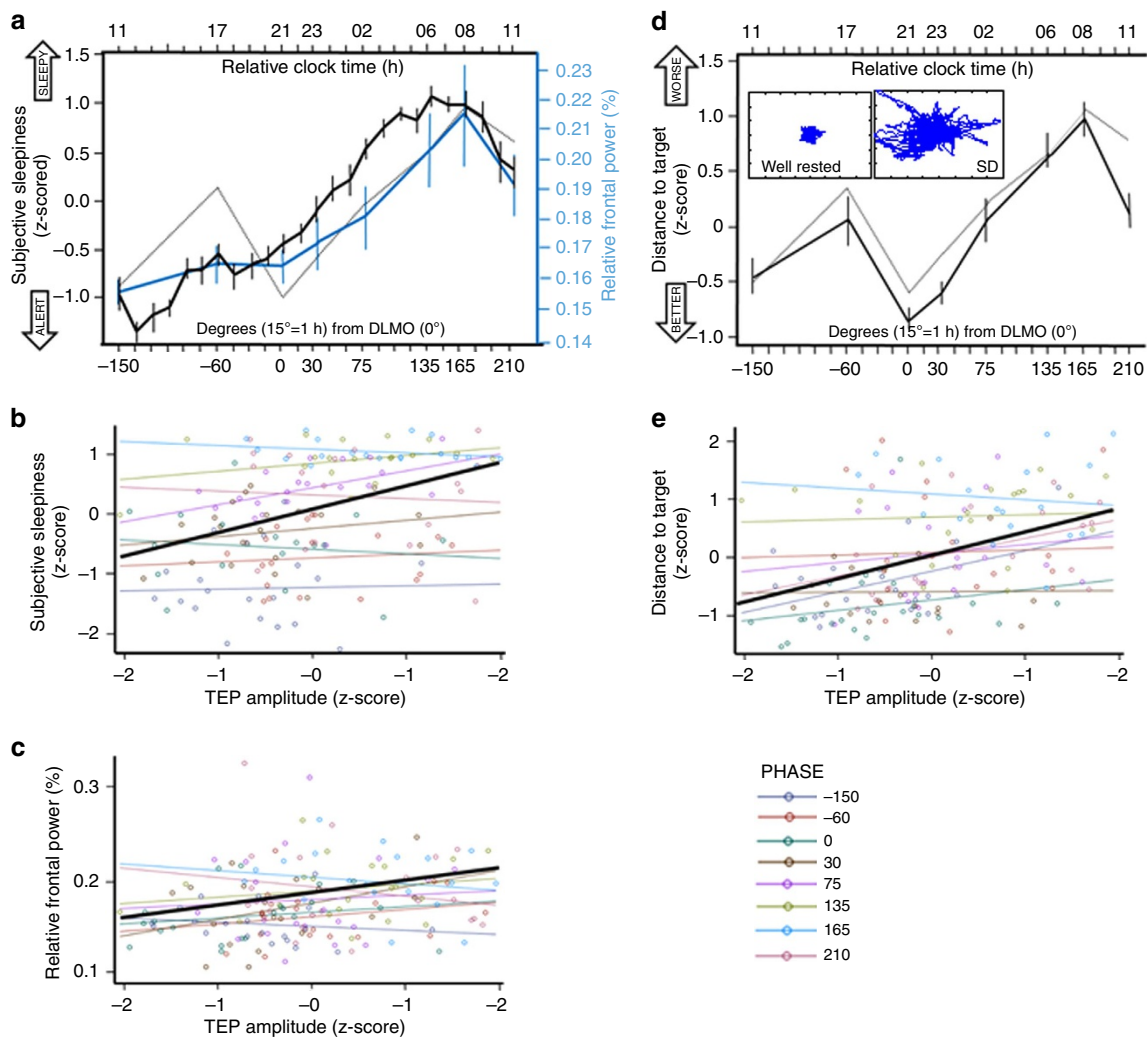 a
11 17 21 23 02 06 08 11
Relative clock time (h)
SLEEPY
ALERT
Subjective sleepiness
(z-scored)
1.5
1.0
0.5
0.0
−0.5
−1.0
0.23
0.22
0.21
0.20
0.19
0.18
0.17
0.16
0.15
0.14
Relative frontal power (%)
Degrees (15°=1 h) from DLMO (0°)
−150 −60 0 30 75 135 165 210
d
11 17 21 23 02 06 08 11
Relative clock time (h)
WORSE
BETTER
Distance to target
(z-score)
1.5
1.0
0.5
0
−0.5
−1.0
Well rested
SD
Degrees (15°=1 h) from DLMO (0°)
−150 −60 0 30 75 135 165 210
b
Subjective sleepiness
(z-score)
1
0
−1
−2
−2 −1 −0 −1 −2
TEP amplitude (z-score)
e
Distance to target
(z-score)
2
1
0
−1
−2 −1 −0 −1 −2
TEP amplitude (z-score)
c
Relative frontal power (%)
0.3
0.2
0.1
−2 −1 −0 −1 −2
TEP amplitude (z-score)
PHASE
−150
−60
0
30
75
135
165
210